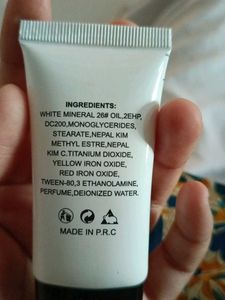 INGREDIENTS:
WHITE MINERAL 26# OIL,2EHP,
DC200,MONOGLYCERIDES,
STEARATE,NEPAL KIM
METHYL ESTRE,NEPAL
KIM C.TITANIUM DIOXIDE,
YELLOW IRON OXIDE,
RED IRON OXIDE,
TWEEN-80,3 ETHANOLAMINE,
PERFUME,DEIONIZED WATER.
MADE IN P.R.C